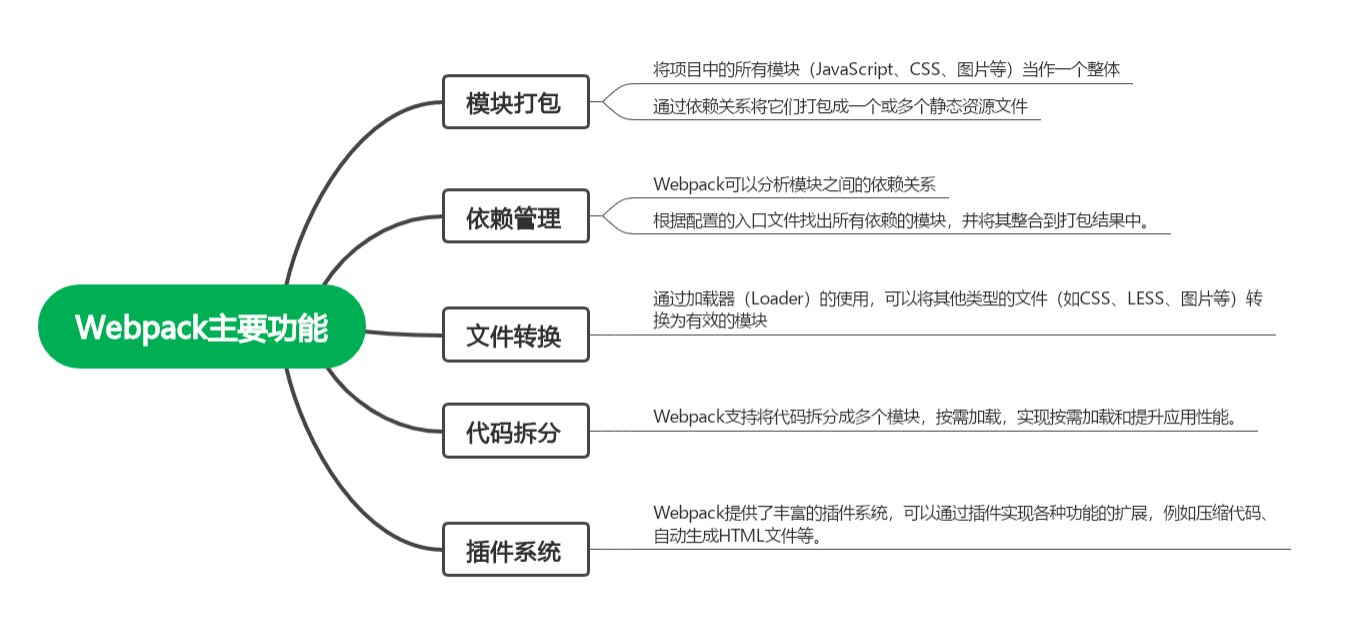 Webpack主要功能
模块打包
将项目中的所有模块（JavaScript、CSS、图片等）当作一个整体
通过依赖关系将它们打包成一个或多个静态资源文件
依赖管理
Webpack可以分析模块之间的依赖关系
根据配置的入口文件找出所有依赖的模块，并将其整合到打包结果中。
文件转换
通过加载器（Loader）的使用，可以将其他类型的文件（如CSS、LESS、图片等）转
换为有效的模块
代码拆分
Webpack支持将代码拆分成多个模块，按需加载，实现按需加载和提升应用性能。
插件系统
Webpack提供了丰富的插件系统，可以通过插件实现各种功能的扩展，例如压缩代码、
自动生成HTML文件等。